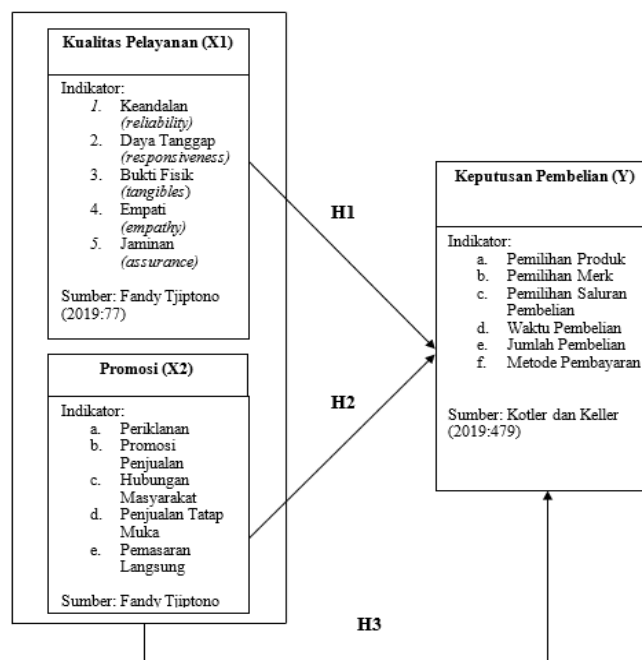 Kualitas Pelayanan (X1)
Indikator:
1. Keandalan
(reliability)
2. Daya Tanggap
(responsiveness)
3. Bukti Fisik
(tangibles)
4. Empati
(empathy)
5. Jaminan
(assurance)
Sumber: Fandy Tjiptono
(2019:77)
Promosi (X2)
Indikator:
a. Periklanan
b. Promosi
Penjualan
c. Hubungan
Masyarakat
d. Penjualan Tatap
Muka
e. Pemasaran
Langsung
Sumber: Fandy Tjiptono
H1
H2
H3
Keputusan Pembelian (Y)
Indikator:
a. Pemilihan Produk
b. Pemilihan Merk
c. Pemilihan Saluran
Pembelian
d. Waktu Pembelian
e. Jumlah Pembelian
f. Metode Pembayaran
Sumber: Kotler dan Keller
(2019:479)